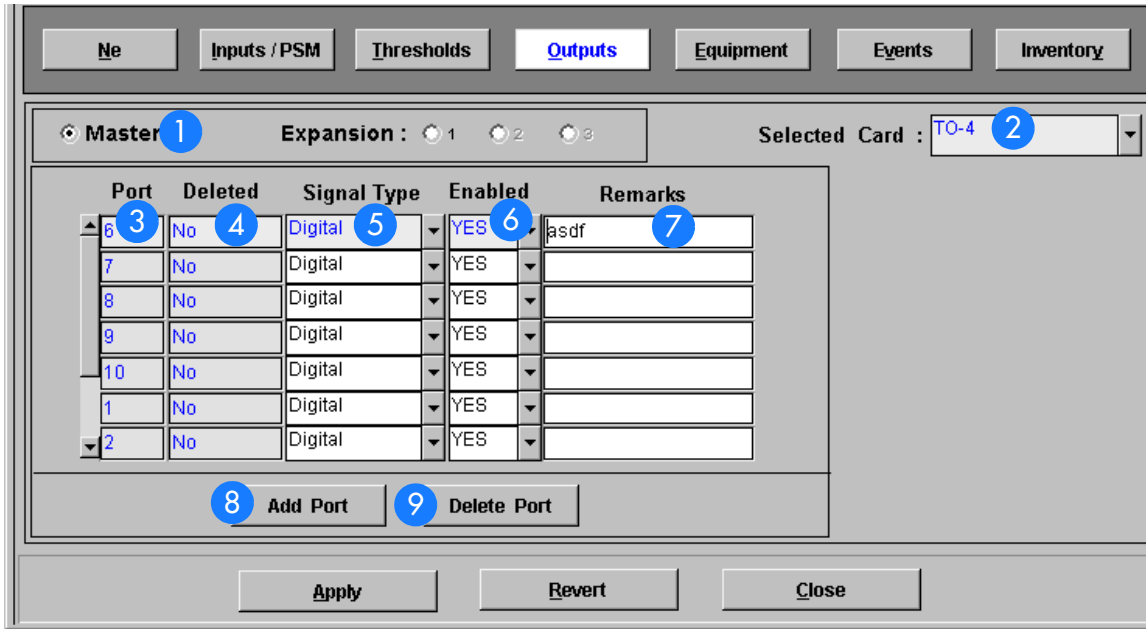 Ne Inputs / PSM Thresholds Outputs Equipment Events Inventory
Master 1 Expansion : 1 2 3 Selected Card : TO-4 2
Port Deleted Signal Type Enabled Remarks
6 3 No 4 Digital 5 YES 6 asdf 7
7 No Digital YES
8 No Digital YES
9 No Digital YES
10 No Digital YES
1 No Digital YES
2 No Digital YES
8 Add Port 9 Delete Port
Apply Revert Close